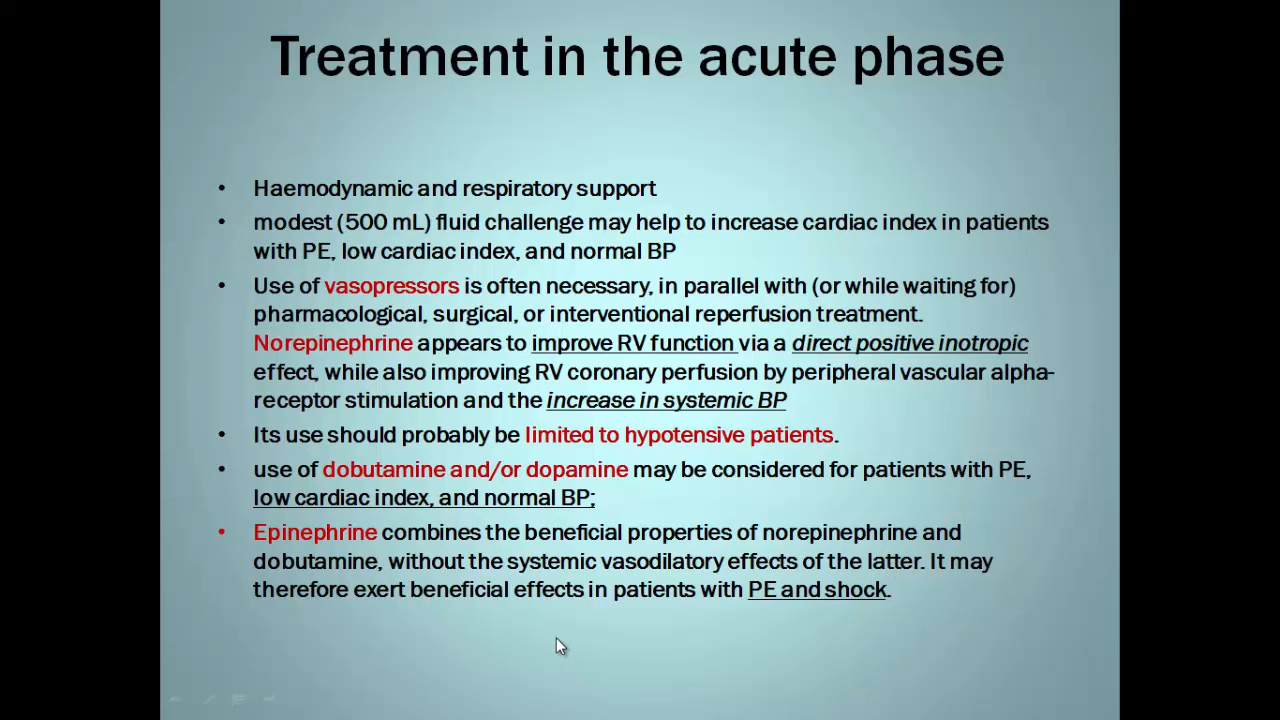 Treatment in the acute phase
• Haemodynamic and respiratory support
• modest (500 mL) fluid challenge may help to increase cardiac index in patients
with PE, low cardiac index, and normal BP
• Use of vasopressors is often necessary, in parallel with (or while waiting for)
pharmacological, surgical, or interventional reperfusion treatment.
Norepinephrine appears to improve RV function via a direct positive inotropic
effect, while also improving RV coronary perfusion by peripheral vascular alpha-
receptor stimulation and the increase in systemic BP
• Its use should probably be limited to hypotensive patients.
• use of dobutamine and/or dopamine may be considered for patients with PE,
low cardiac index, and normal BP;
• Epinephrine combines the beneficial properties of norepinephrine and
dobutamine, without the systemic vasodilatory effects of the latter. It may
therefore exert beneficial effects in patients with PE and shock.